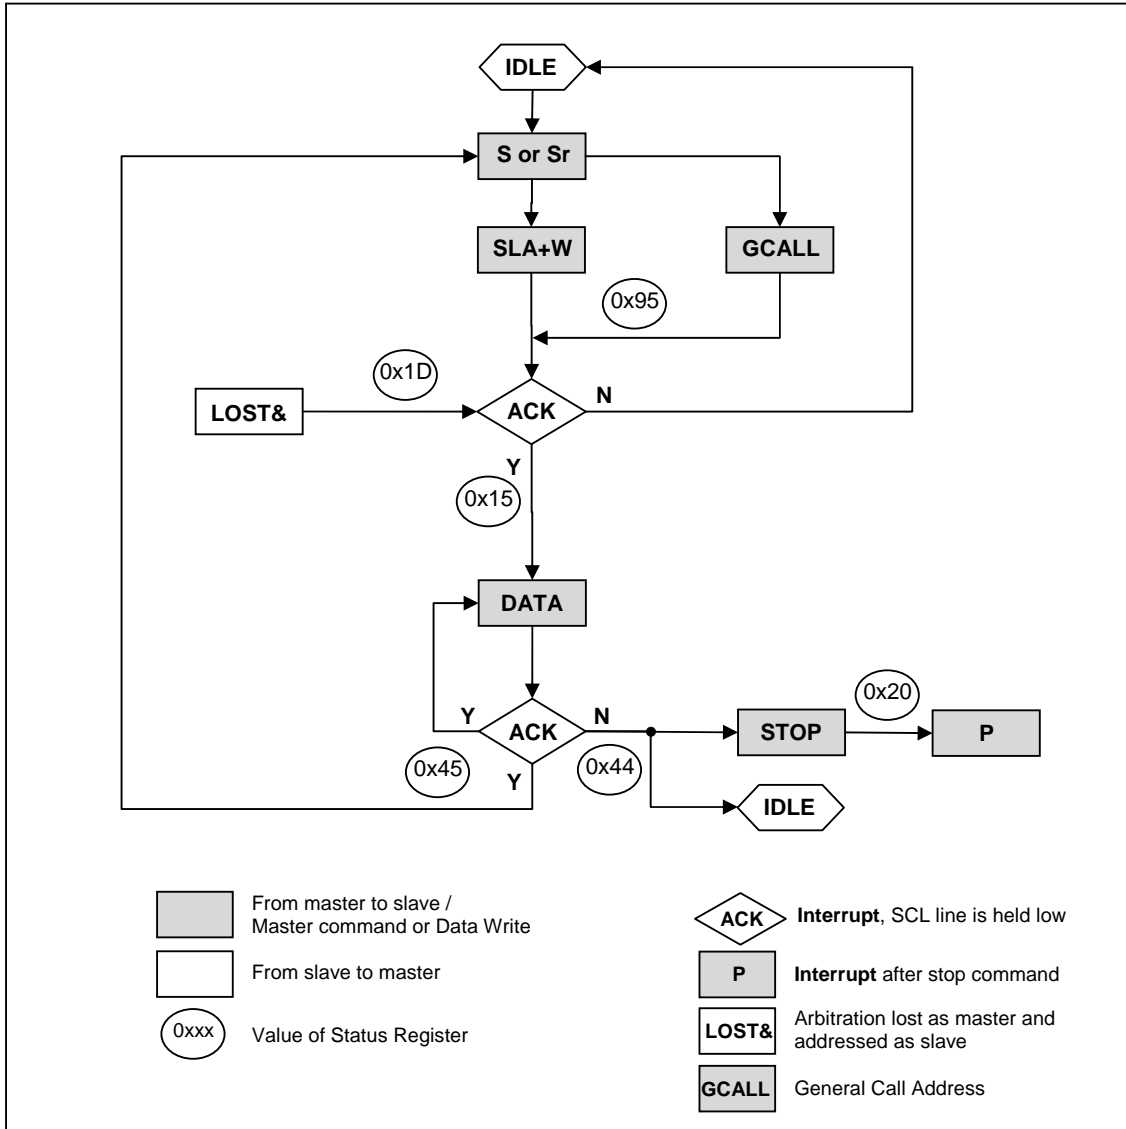 IDLE
S or Sr
SLA+W
GCALL
0x95
0x1D
LOST&
ACK
N
Y
0x15
DATA
Y
ACK
N
0x20
STOP
P
0x45
Y
0x44
IDLE
From master to slave /
Master command or Data Write
From slave to master
0xxx
Value of Status Register
ACK
Interrupt, SCL line is held low
P
Interrupt after stop command
LOST&
Arbitration lost as master and
addressed as slave
GCALL
General Call Address